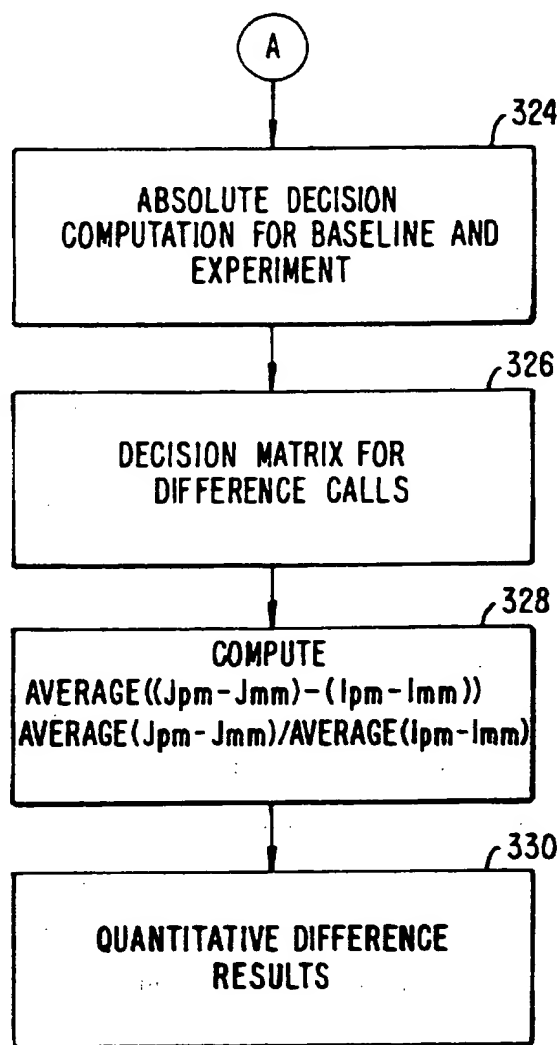 A
324
ABSOLUTE DECISION
COMPUTATION FOR BASELINE AND
EXPERIMENT
326
DECISION MATRIX FOR
DIFFERENCE CALLS
328
COMPUTE
AVERAGE((Jpm-Jmm)-(Ipm-Imm))
AVERAGE(Jpm-Jmm)/AVERAGE(Ipm-Imm)
330
QUANTITATIVE DIFFERENCE
RESULTS